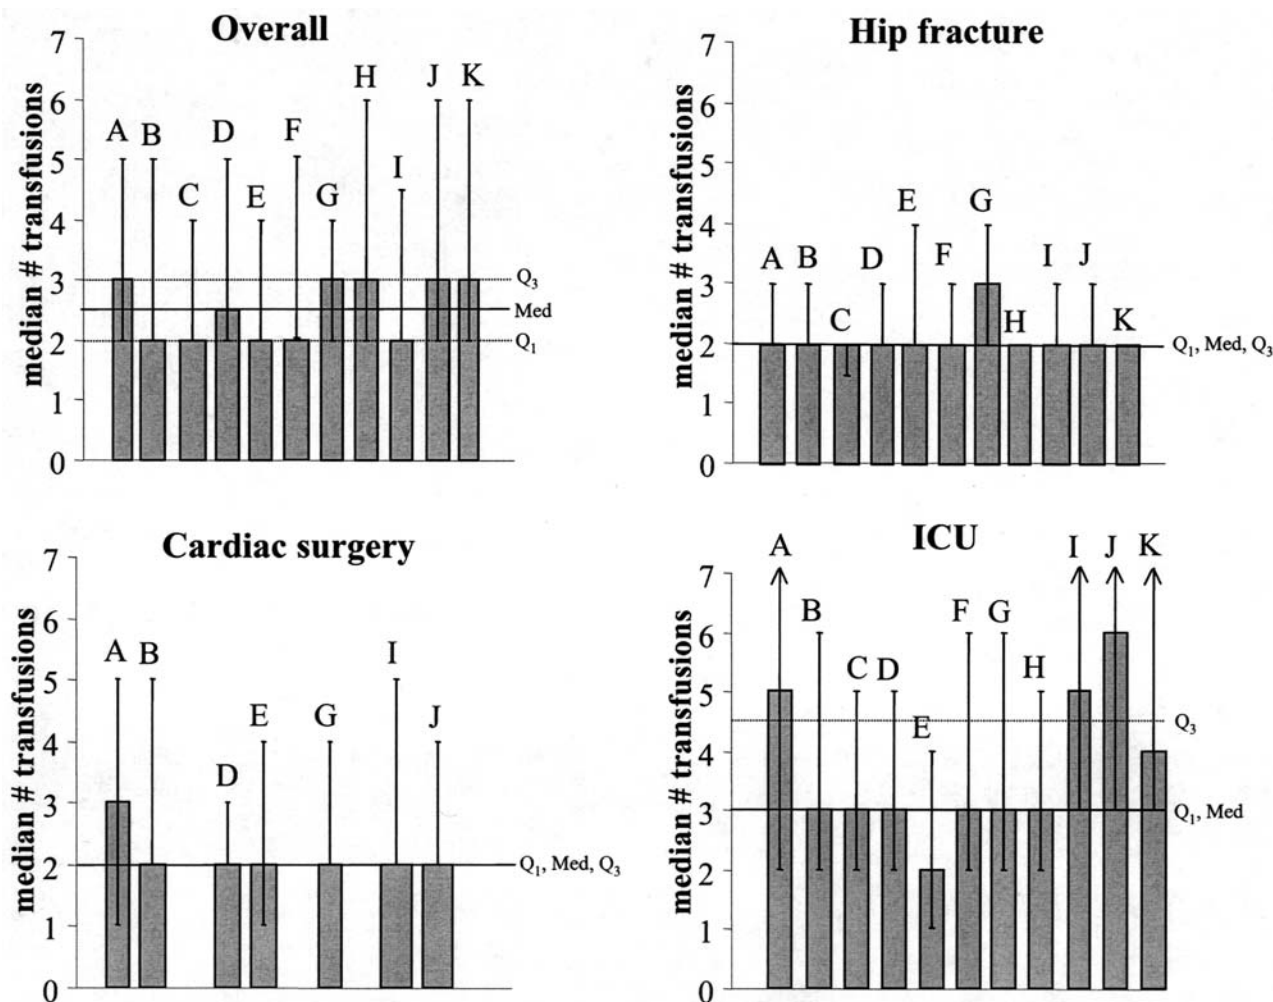 Overall
median # transfusions
7
6
5
4
3
2
1
0
A
B
C
D
E
F
G
H
I
J
K
Q3
Med
Q1
Hip fracture
median # transfusions
7
6
5
4
3
2
1
0
A
B
C
D
E
F
G
H
I
J
K
Q1, Med, Q3
Cardiac surgery
median # transfusions
7
6
5
4
3
2
1
0
A
B
D
E
G
I
J
Q1, Med, Q3
ICU
median # transfusions
7
6
5
4
3
2
1
0
A
B
C
D
E
F
G
H
I
J
K
Q3
Q1, Med